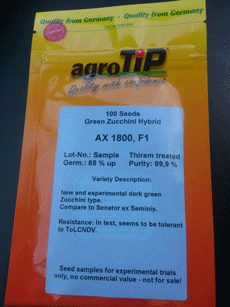 Quality from Germany Quality from Germany
agroTiP
Quality with confidence
100 Seeds
Green Zucchini Hybrid
AX 1800, F1
Lot-No.: Sample Thiram treated
Germ.: 85 % up Purity: 99,9 %
Variety Description:
New and experimental dark green
Zucchini type.
Compare to Senator ex Seminis.
Resistance: In test, seems to be tolerant
to ToLCNDV.
Seed samples for experimental trials
only, no commercial value - not for sale!